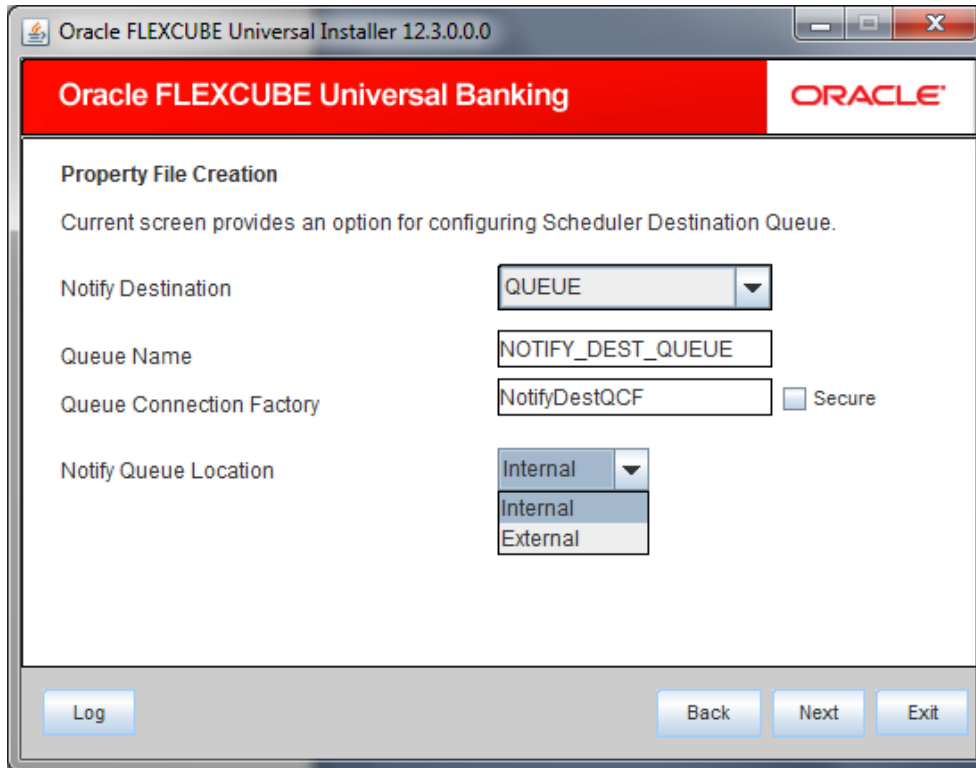 Oracle FLEXCUBE Universal Installer 12.3.0.0.0
Oracle FLEXCUBE Universal Banking
ORACLE
Property File Creation
Current screen provides an option for configuring Scheduler Destination Queue.
Notify Destination QUEUE
Queue Name NOTIFY_DEST_QUEUE
Queue Connection Factory NotifyDestQCF Secure
Notify Queue Location Internal
Internal
External
Log Back Next Exit